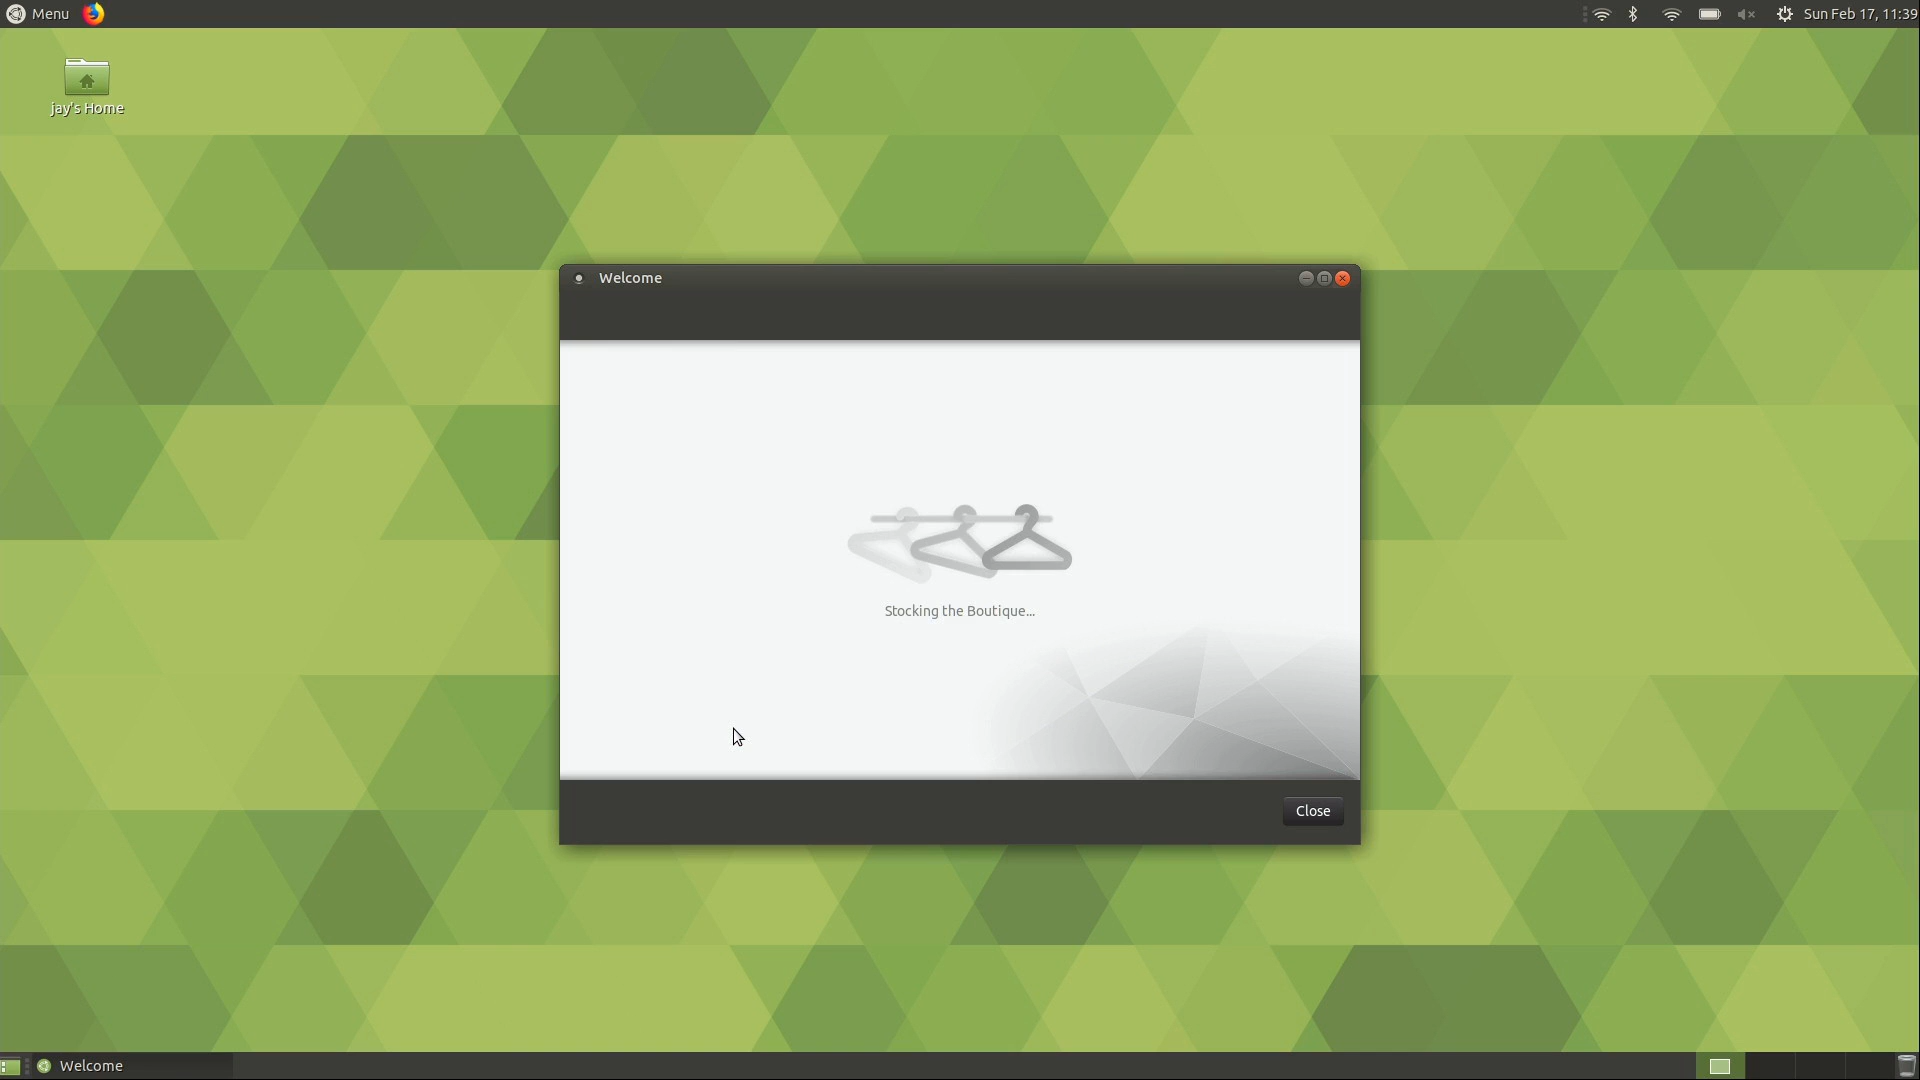 Menu
Sun Feb 17, 11:39
jay's Home
Welcome
Stocking the Boutique...
Close
Welcome